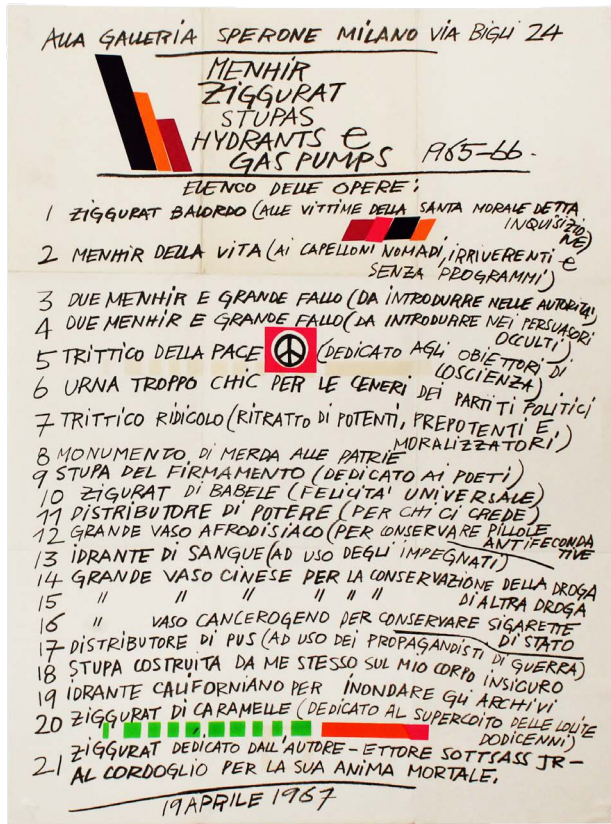 ALLA GALLERIA SPERONE MILANO VIA BIGLI 24
MENHIR
ZIGGURAT
STUPAS
HYDRANTS e
GAS PUMPS 1965-66.
ELENCO DELLE OPERE:
1 ZIGGURAT BALORDO (ALLE VITTIME DELLA SANTA MORALE DETTA
INQUISIZIO
NE)
2 MENHIR DELLA VITA (AI CAPELLONI NOMADI, IRRIVERENTI e
SENZA PROGRAMMI)
3 DUE MENHIR E GRANDE FALLO (DA INTRODURRE NELLE AUTORITA')
4 DUE MENHIR E GRANDE FALLO (DA INTRODURRE NEI PERSUASORI
OCCULTI)
5 TRITTICO DELLA PACE (DEDICATO AGLI OBIETTORI DI
COSCIENZA)
6 URNA TROPPO CHIC PER LE CENERI DEI PARTITI POLITICI
7 TRITTICO RIDICOLO (RITRATTO DI POTENTI, PREPOTENTI E
MORALIZZATORI)
8 MONUMENTO DI MERDA ALLE PATRIE
9 STUPA DEL FIRMAMENTO (DEDICATO AI POETI)
10 ZIGURAT DI BABELE (FELICITA' UNIVERSALE)
11 DISTRIBUTORE DI POTERE (PER CHI CI CREDE)
12 GRANDE VASO AFRODISIACO (PER CONSERVARE PILLOLE
ANTIFECONDA
TIVE
13 IDRANTE DI SANGUE (AD USO DEGLI IMPEGNATI)
14 GRANDE VASO CINESE PER LA CONSERVAZIONE DELLA DROGA
15 " " " " " " DI ALTRA DROGA
16 " VASO CANCEROGENO PER CONSERVARE SIGARETTE
DI STATO
17 DISTRIBUTORE DI PUS (AD USO DEI PROPAGANDISTI DI GUERRA)
18 STUPA COSTRUITA DA ME STESSO SUL MIO CORPO INSICURO
19 IDRANTE CALIFORNIANO PER INONDARE GLI ARCHIVI
20 ZIGGURAT DI CARAMELLE (DEDICATO AL SUPERCOITO DELLE LOLITE
DODICENNI)
21 ZIGGURAT DEDICATO DALL'AUTORE - ETTORE SOTTSASS JR -
AL CORDOGLIO PER LA SUA ANIMA MORTALE.
19 APRILE 1967